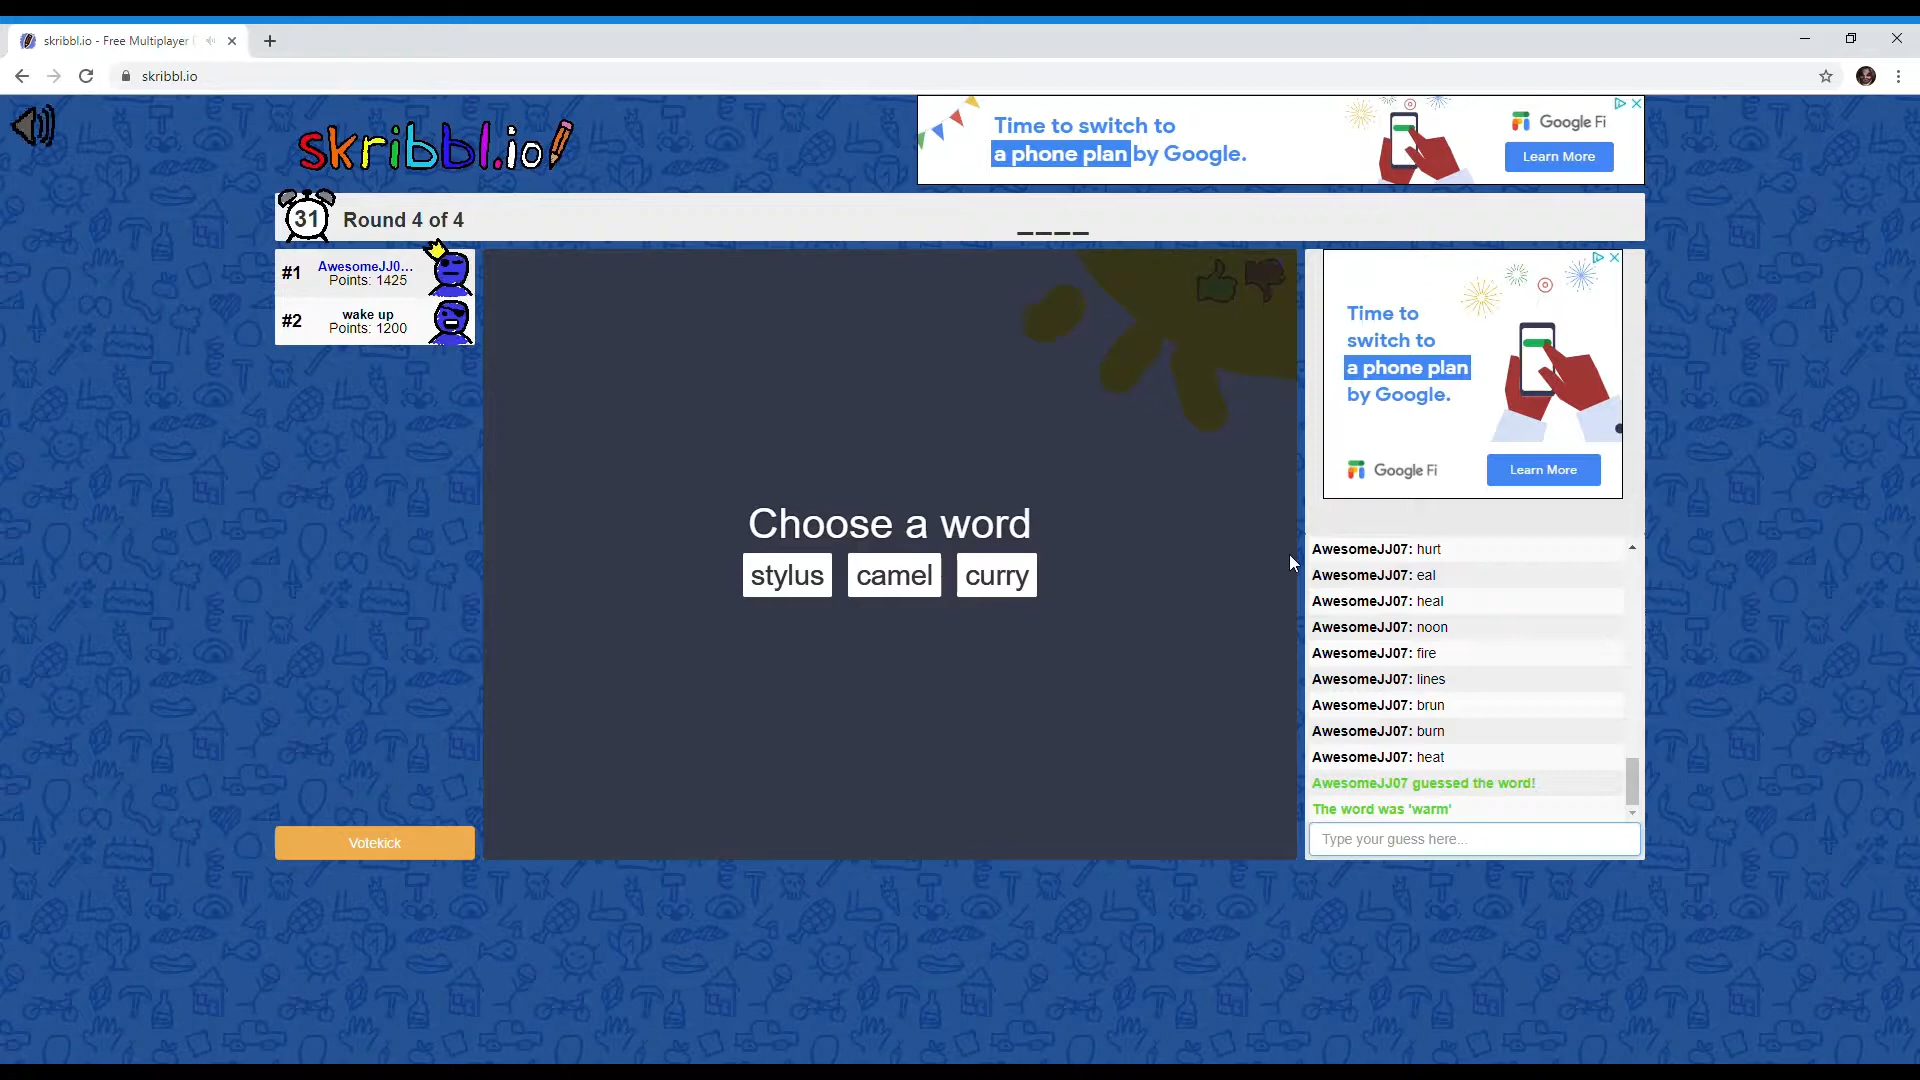 skribbl.io - Free Multiplayer
skribbl.io
skribbl.io
Time to switch to
a phone plan by Google.
Google Fi
Learn More
31
Round 4 of 4
____
#1
AwesomeJJ0...
Points: 1425
#2
wake up
Points: 1200
Choose a word
stylus
camel
curry
Votekick
Time to
switch to
a phone plan
by Google.
Google Fi
Learn More
AwesomeJJ07: hurt
AwesomeJJ07: eal
AwesomeJJ07: heal
AwesomeJJ07: noon
AwesomeJJ07: fire
AwesomeJJ07: lines
AwesomeJJ07: brun
AwesomeJJ07: burn
AwesomeJJ07: heat
AwesomeJJ07 guessed the word!
The word was 'warm'
Type your guess here...